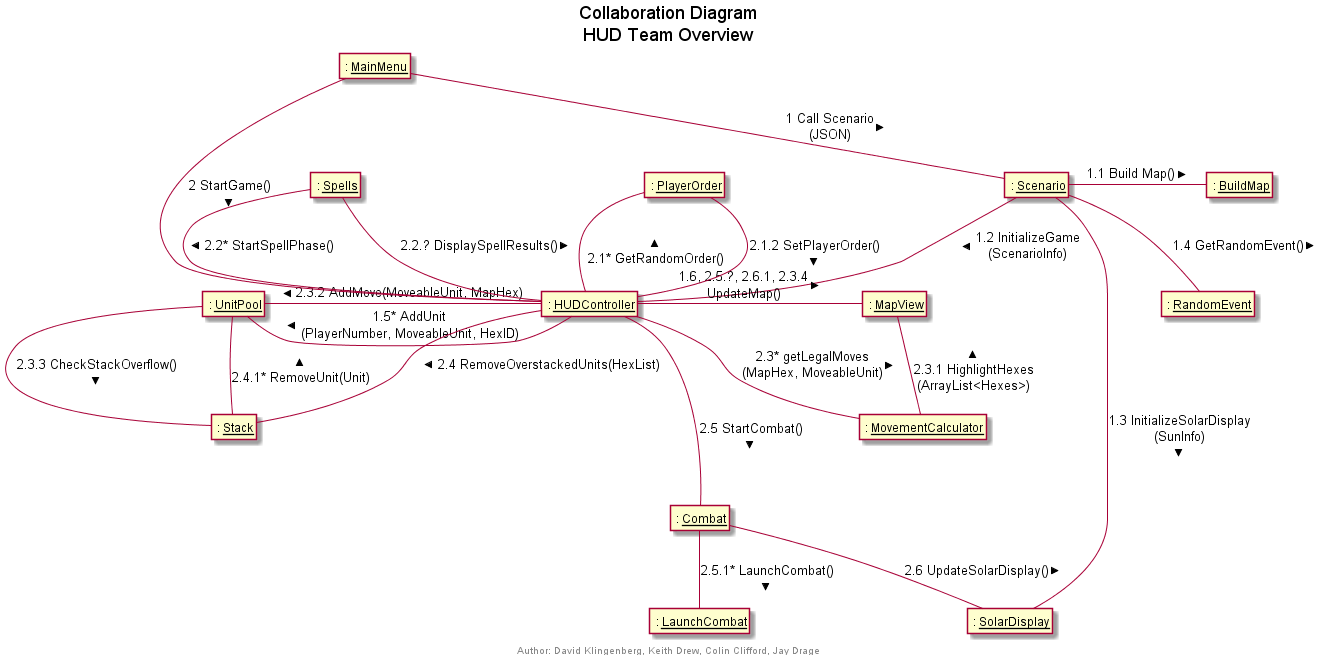 Collaboration Diagram
HUD Team Overview
: MainMenu
1 Call Scenario
(JSON)
2 StartGame()
: Spells
: PlayerOrder
: Scenario
1.1 Build Map()
: BuildMap
2.2* StartSpellPhase()
2.2.? DisplaySpellResults()
2.1* GetRandomOrder()
2.1.2 SetPlayerOrder()
1.2 InitializeGame
(ScenarioInfo)
1.4 GetRandomEvent()
1.6, 2.5.?, 2.6.1, 2.3.4
UpdateMap()
: UnitPool
2.3.2 AddMove(MoveableUnit, MapHex)
: HUDController
: MapView
: RandomEvent
1.5* AddUnit
(PlayerNumber, MoveableUnit, HexID)
2.3.3 CheckStackOverflow()
2.4.1* RemoveUnit(Unit)
2.4 RemoveOverstackedUnits(HexList)
2.3* getLegalMoves
(MapHex, MoveableUnit)
2.3.1 HighlightHexes
(ArrayList<Hexes>)
: Stack
2.5 StartCombat()
: MovementCalculator
1.3 InitializeSolarDisplay
(SunInfo)
: Combat
2.5.1* LaunchCombat()
2.6 UpdateSolarDisplay()
: LaunchCombat
: SolarDisplay
Author: David Klingenberg, Keith Drew, Colin Clifford, Jay Drage